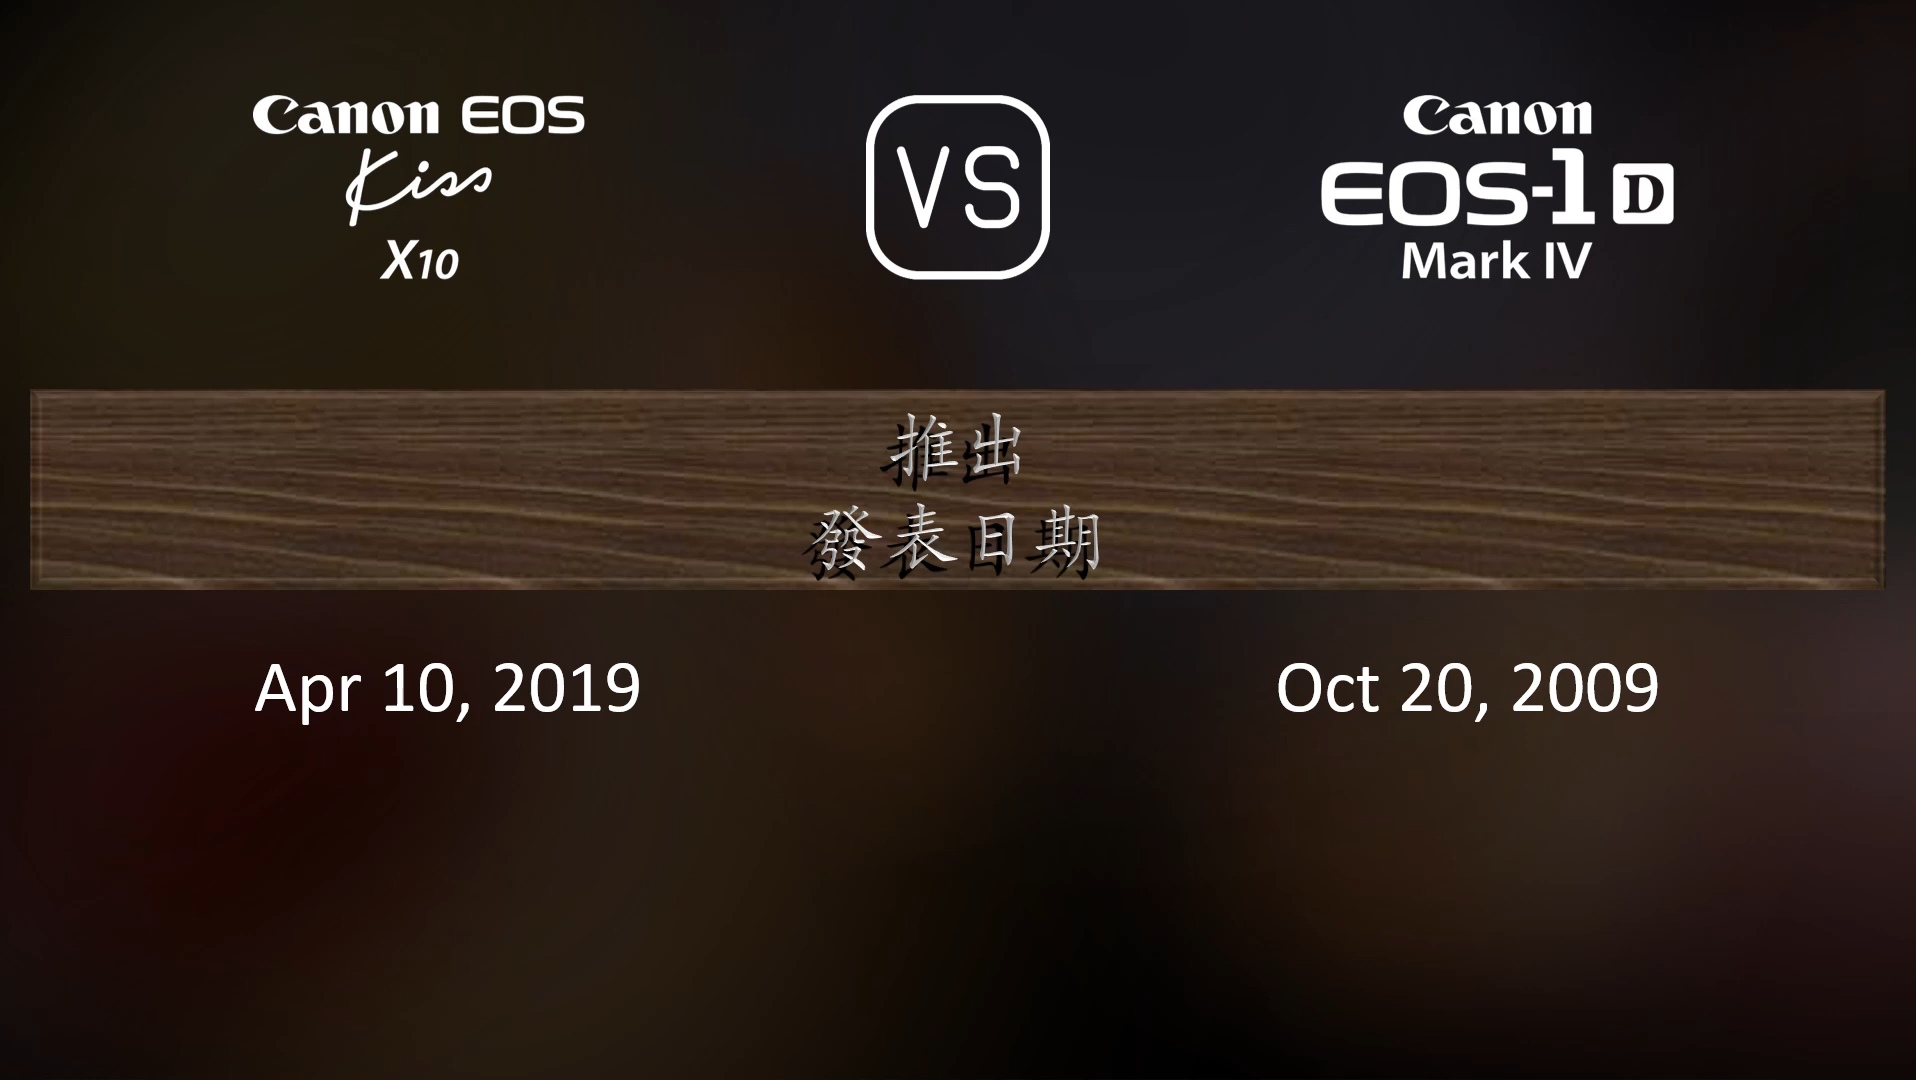 Canon EOS
Kiss
X10
VS
Canon
EOS-1D
Mark IV
推出
發表日期
Apr 10, 2019
Oct 20, 2009